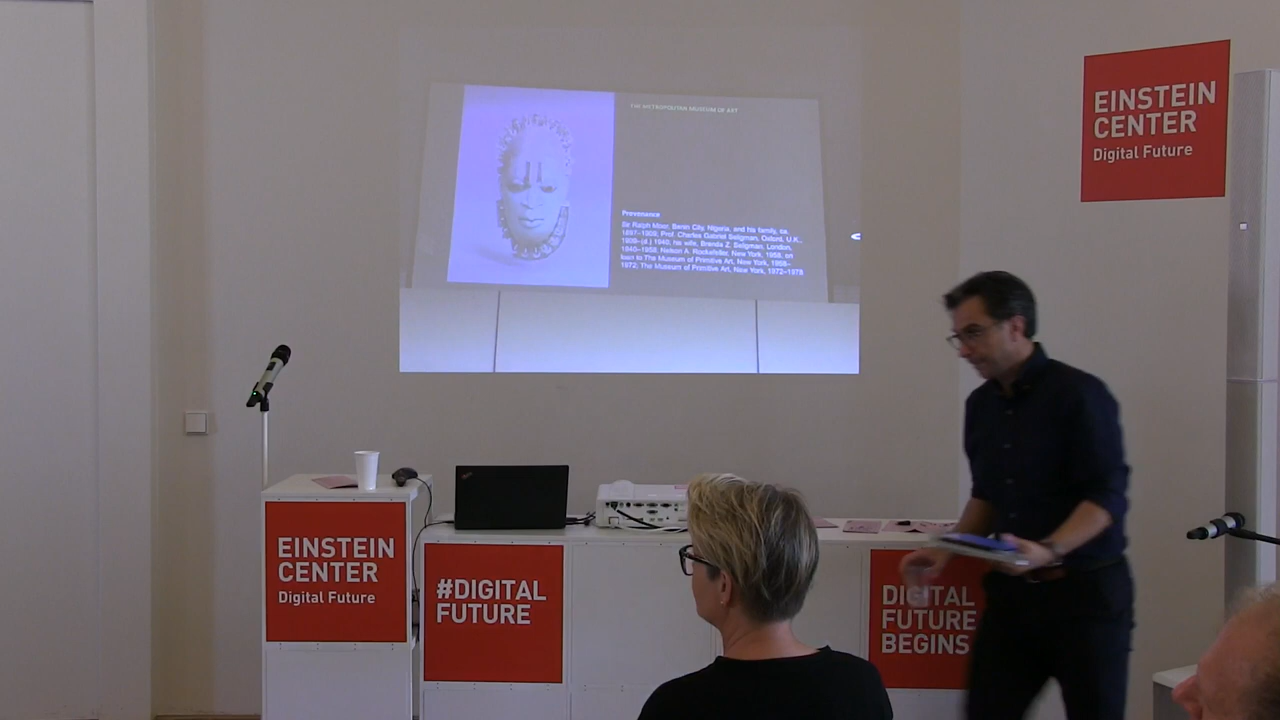 THE METROPOLITAN MUSEUM OF ART
Provenance
Sir Ralph Moor, Benin City, Nigeria, and his family, ca.
1897–1909; Prof. Charles Gabriel Seligman, Oxford, U.K.,
1909–(d.) 1940; his wife, Brenda Z. Seligman, London,
1940–1958; Nelson A. Rockefeller, New York, 1958, on
loan to The Museum of Primitive Art, New York, 1958–
1972; The Museum of Primitive Art, New York, 1972–1978
EINSTEIN
CENTER
Digital Future
EINSTEIN
CENTER
Digital Future
#DIGITAL
FUTURE
DIGITAL
FUTURE
BEGINS